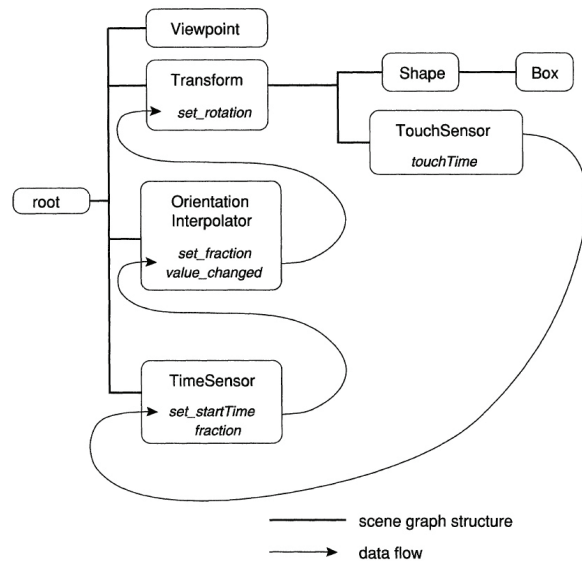 Viewpoint
Transform
set_rotation
Shape
Box
TouchSensor
touchTime
root
Orientation
Interpolator
set_fraction
value_changed
TimeSensor
set_startTime
fraction
scene graph structure
data flow